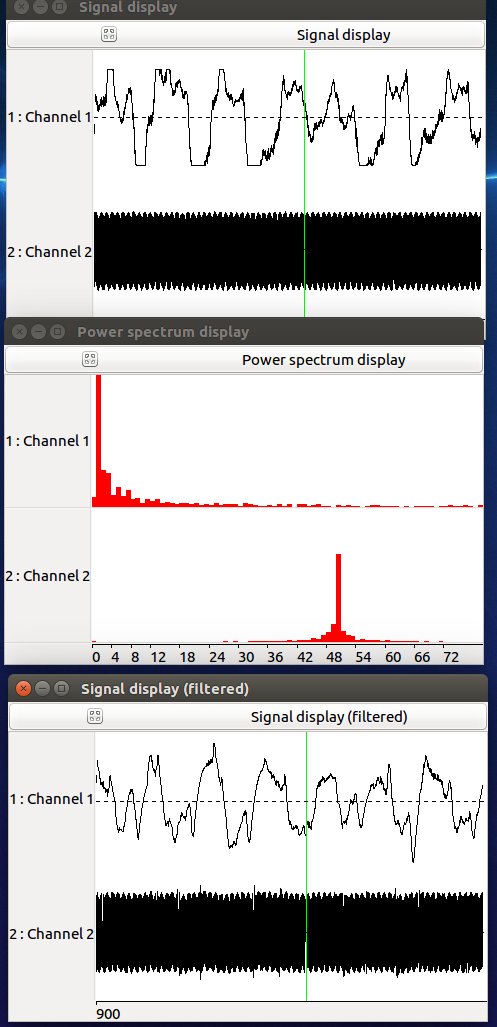 Signal display
Signal display
1 : Channel 1
2 : Channel 2
Power spectrum display
Power spectrum display
1 : Channel 1
2 : Channel 2
0 4 8 12 18 24 30 36 42 48 54 60 66 72
Signal display (filtered)
Signal display (filtered)
1 : Channel 1
2 : Channel 2
900